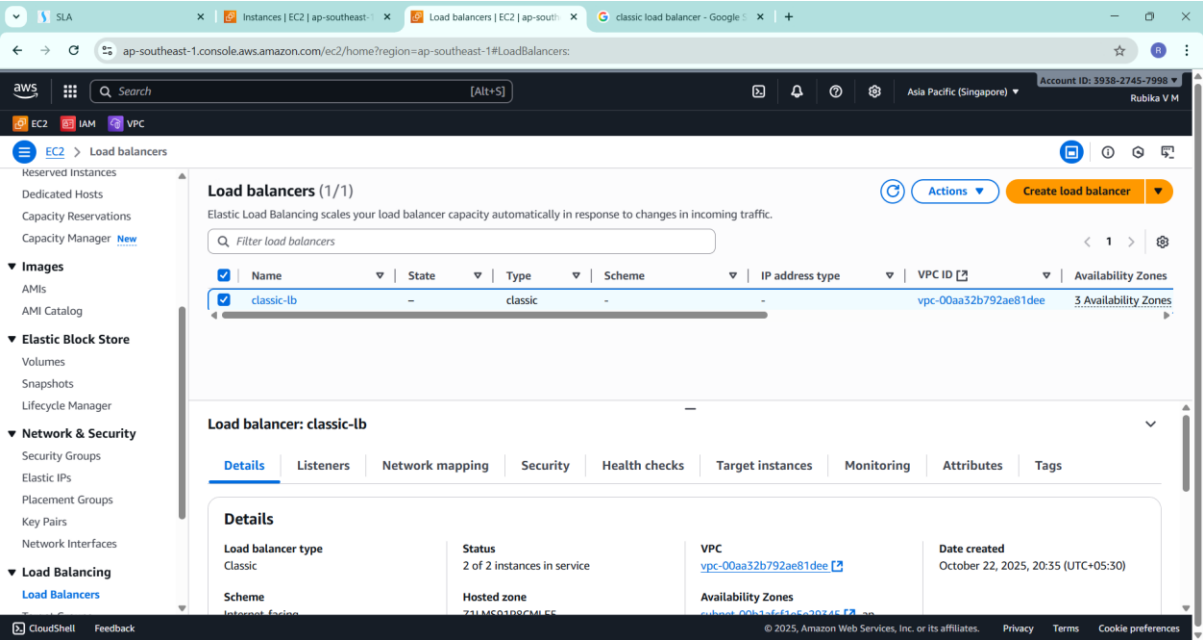 SLA
Instances | EC2 | ap-southeast-1
Load balancers | EC2 | ap-south
classic load balancer - Google S
ap-southeast-1.console.aws.amazon.com/ec2/home?region=ap-southeast-1#LoadBalancers:
R
aws
Search
[Alt+S]
Asia Pacific (Singapore)
Account ID: 3938-2745-7998
Rubika V M
EC2
IAM
VPC
EC2 > Load balancers
Reserved Instances
Dedicated Hosts
Capacity Reservations
Capacity Manager New
Images
AMIs
AMI Catalog
Elastic Block Store
Volumes
Snapshots
Lifecycle Manager
Network & Security
Security Groups
Elastic IPs
Placement Groups
Key Pairs
Network Interfaces
Load Balancing
Load Balancers
Load balancers (1/1)
Actions
Create load balancer
Elastic Load Balancing scales your load balancer capacity automatically in response to changes in incoming traffic.
Filter load balancers
1
Name State Type Scheme IP address type VPC ID Availability Zones
classic-lb – classic - - vpc-00aa32b792ae81dee 3 Availability Zones
Load balancer: classic-lb
Details Listeners Network mapping Security Health checks Target instances Monitoring Attributes Tags
Details
Load balancer type
Classic
Status
2 of 2 instances in service
VPC
vpc-00aa32b792ae81dee
Date created
October 22, 2025, 20:35 (UTC+05:30)
Scheme
Internet-facing
Hosted zone
Availability Zones
CloudShell Feedback
© 2025, Amazon Web Services, Inc. or its affiliates. Privacy Terms Cookie preferences